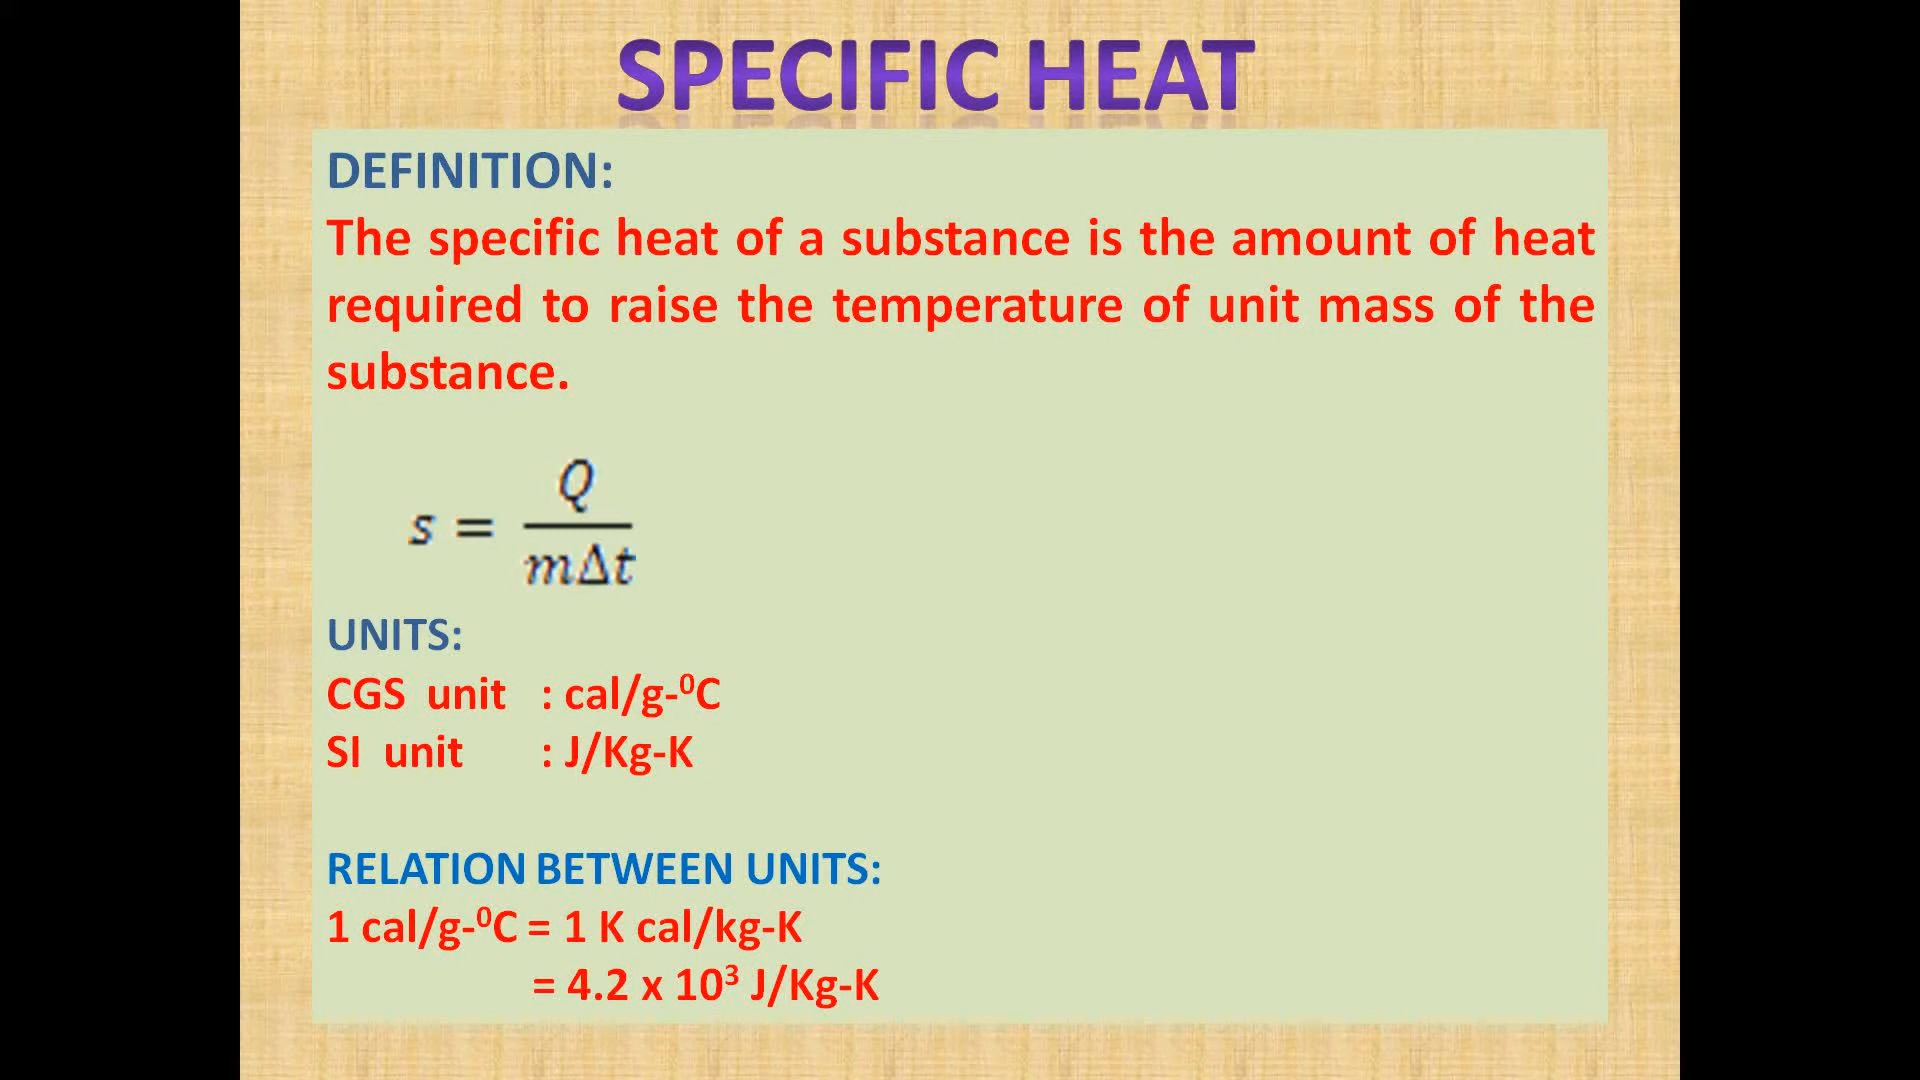 SPECIFIC HEAT
DEFINITION:
The specific heat of a substance is the amount of heat
required to raise the temperature of unit mass of the
substance.
s = Q / mΔt
UNITS:
CGS unit : cal/g-⁰C
SI unit : J/Kg-K
RELATION BETWEEN UNITS:
1 cal/g-⁰C = 1 K cal/kg-K
= 4.2 x 10³ J/Kg-K